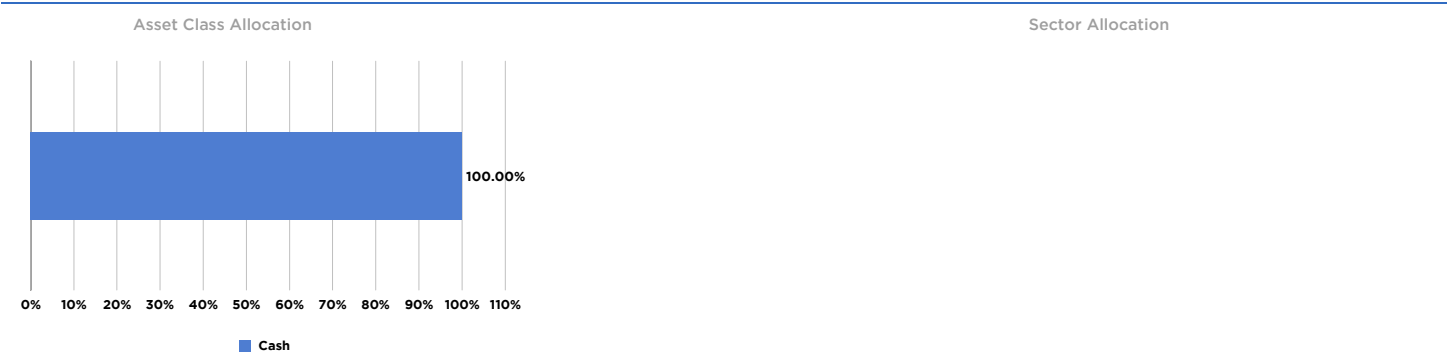 Asset Class Allocation
Sector Allocation
100.00%
0% 10% 20% 30% 40% 50% 60% 70% 80% 90% 100% 110%
Cash